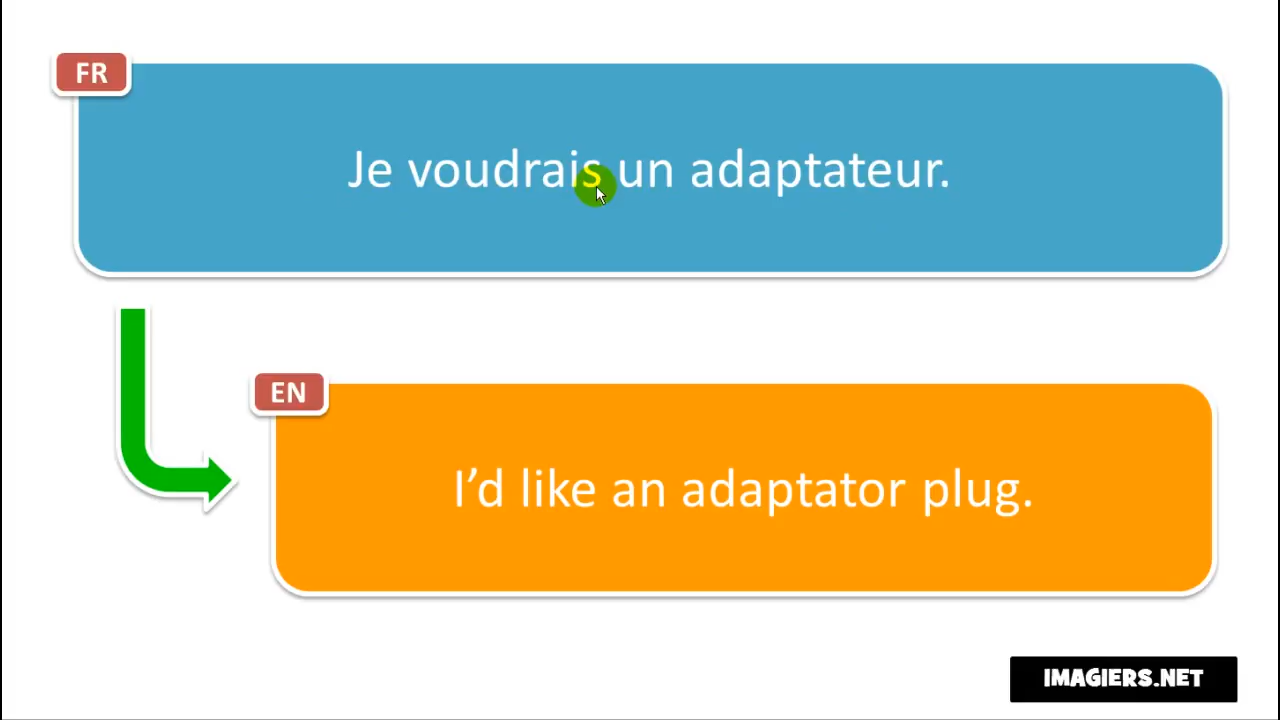 FR
Je voudrais un adaptateur.
EN
I’d like an adaptator plug.
IMAGIERS.NET